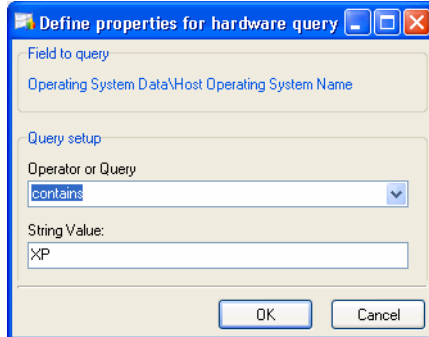 Define properties for hardware query
Field to query
Operating System Data\Host Operating System Name
Query setup
Operator or Query
contains
String Value:
XP
OK Cancel